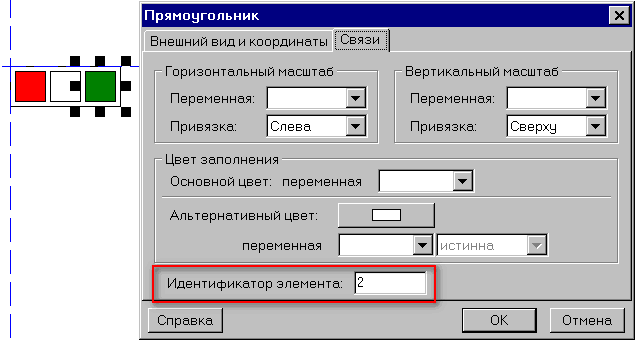 Прямоугольник
Внешний вид и координаты Связи
Горизонтальный масштаб Вертикальный масштаб
Переменная: Переменная:
Привязка: Слева Привязка: Сверху
Цвет заполнения
Основной цвет: переменная
Альтернативный цвет:
переменная истинна
Идентификатор элемента: 2
Справка OK Отмена